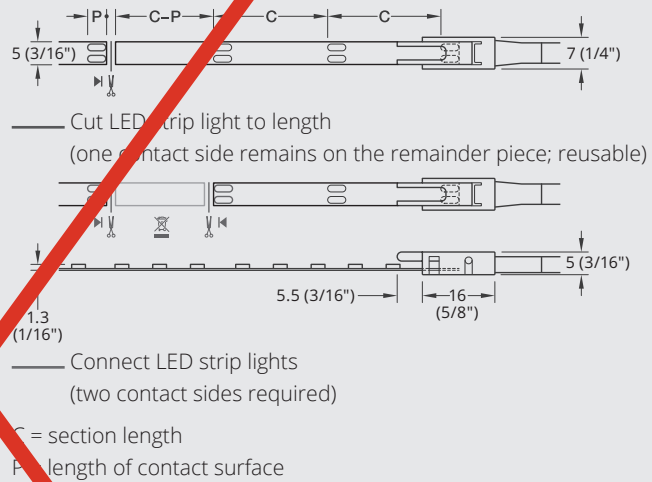 P C-P C C
5 (3/16") 7 (1/4")
Cut LED strip light to length
(one contact side remains on the remainder piece; reusable)
5 (3/16")
5.5 (3/16") 16
(5/8")
1.3
(1/16")
Connect LED strip lights
(two contact sides required)
= section length
P length of contact surface